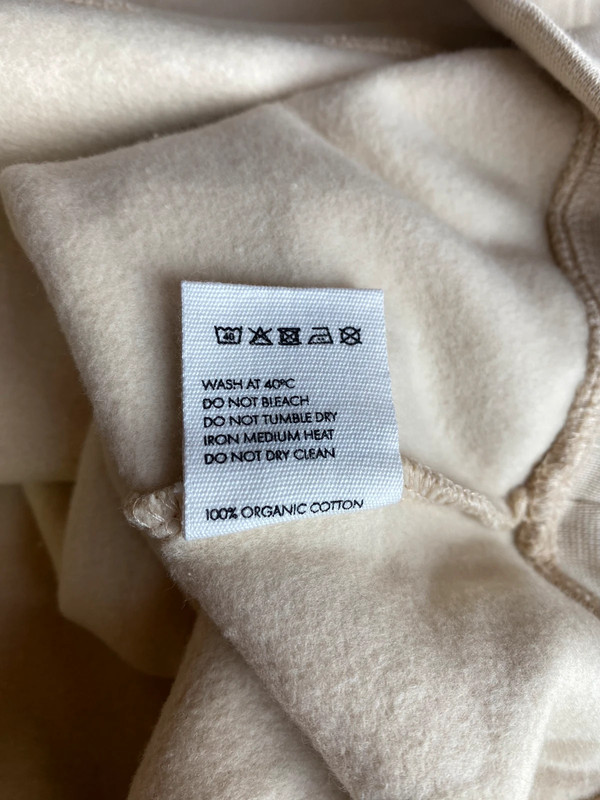 40
WASH AT 40ºC
DO NOT BLEACH
DO NOT TUMBLE DRY
IRON MEDIUM HEAT
DO NOT DRY CLEAN
100% ORGANIC COTTON